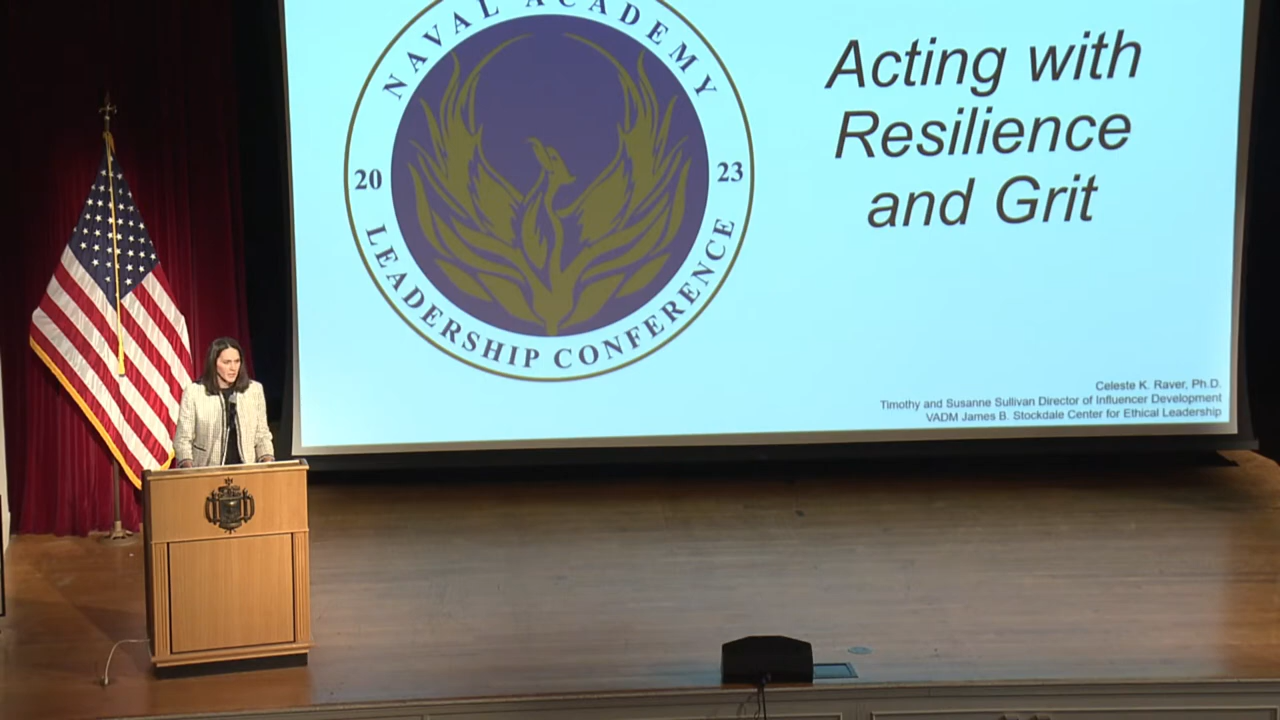 NAVAL ACADEMY
20 23
LEADERSHIP CONFERENCE
Acting with
Resilience
and Grit
Celeste K. Raver, Ph.D.
Timothy and Susanne Sullivan Director of Influencer Development
VADM James B. Stockdale Center for Ethical Leadership